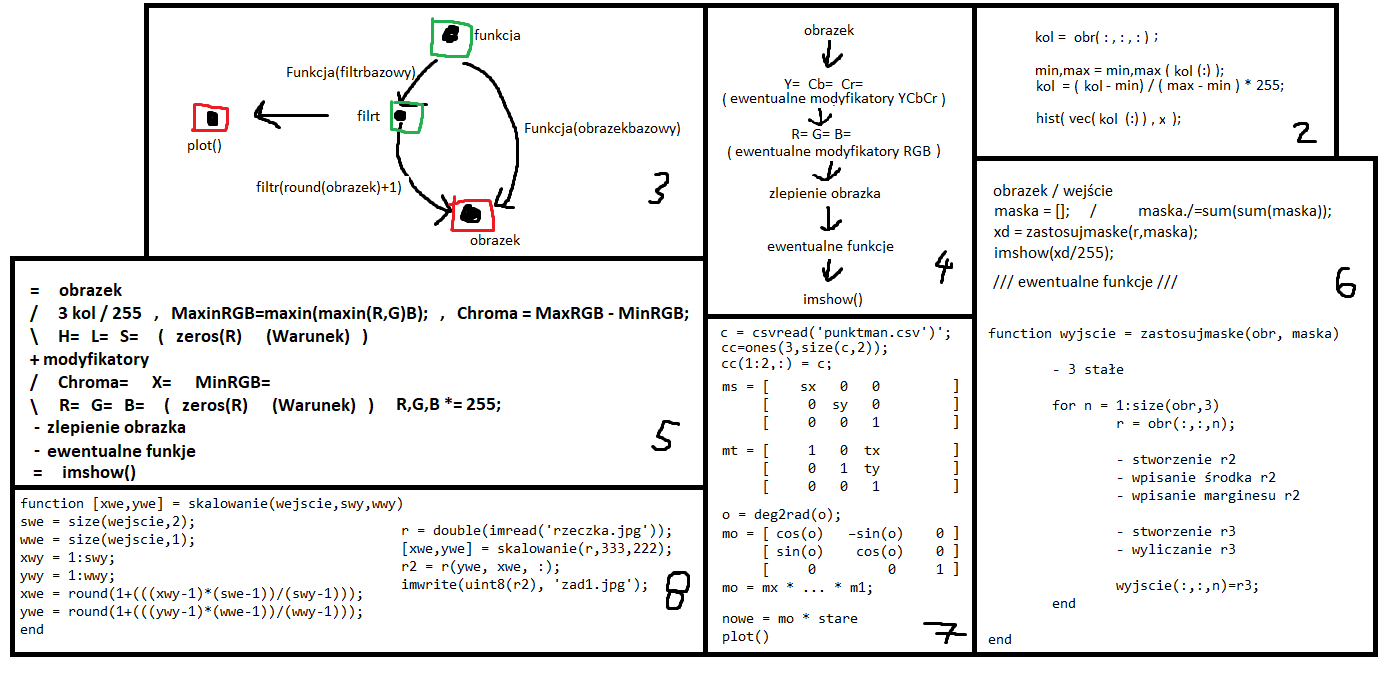 funkcja
Funkcja(filtrbazowy)
filrt
plot()
Funkcja(obrazekbazowy)
filtr(round(obrazek)+1)
obrazek
3
obrazek
Y= Cb= Cr=
( ewentualne modyfikatory YCbCr )
R= G= B=
( ewentualne modyfikatory RGB )
zlepienie obrazka
ewentualne funkcje
imshow()
4
kol = obr( : , : , : ) ;
min,max = min,max ( kol (:) );
kol = ( kol - min) / ( max - min ) * 255;
hist( vec( kol (:) ) , x );
2
= obrazek
/ 3 kol / 255 , MaxinRGB=maxin(maxin(R,G)B); , Chroma = MaxRGB - MinRGB;
\ H= L= S= ( zeros(R) (Warunek) )
+ modyfikatory
/ Chroma= X= MinRGB=
\ R= G= B= ( zeros(R) (Warunek) ) R,G,B *= 255;
- zlepienie obrazka
- ewentualne funkje
= imshow()
5
obrazek / wejście
maska = []; / maska./=sum(sum(maska));
xd = zastosujmaske(r,maska);
imshow(xd/255);
/// ewentualne funkcje ///
6
function wyjscie = zastosujmaske(obr, maska)
- 3 stałe
for n = 1:size(obr,3)
r = obr(:,:,n);
- stworzenie r2
- wpisanie środka r2
- wpisanie marginesu r2
- stworzenie r3
- wyliczanie r3
wyjscie(:,:,n)=r3;
end
end
c = csvread('punktman.csv')';
cc=ones(3,size(c,2));
cc(1:2,:) = c;
ms = [ sx 0 0 ]
[ 0 sy 0 ]
[ 0 0 1 ]
mt = [ 1 0 tx ]
[ 0 1 ty ]
[ 0 0 1 ]
o = deg2rad(o);
mo = [ cos(o) -sin(o) 0 ]
[ sin(o) cos(o) 0 ]
[ 0 0 1 ]
mo = mx * ... * m1;
nowe = mo * stare
plot()
7
function [xwe,ywe] = skalowanie(wejscie,swy,wwy)
swe = size(wejscie,2);
wwe = size(wejscie,1);
xwy = 1:swy;
ywy = 1:wwy;
xwe = round(1+(((xwy-1)*(swe-1))/(swy-1)));
ywe = round(1+(((ywy-1)*(wwe-1))/(wwy-1)));
end
r = double(imread('rzeczka.jpg'));
[xwe,ywe] = skalowanie(r,333,222);
r2 = r(ywe, xwe, :);
imwrite(uint8(r2), 'zad1.jpg');
8